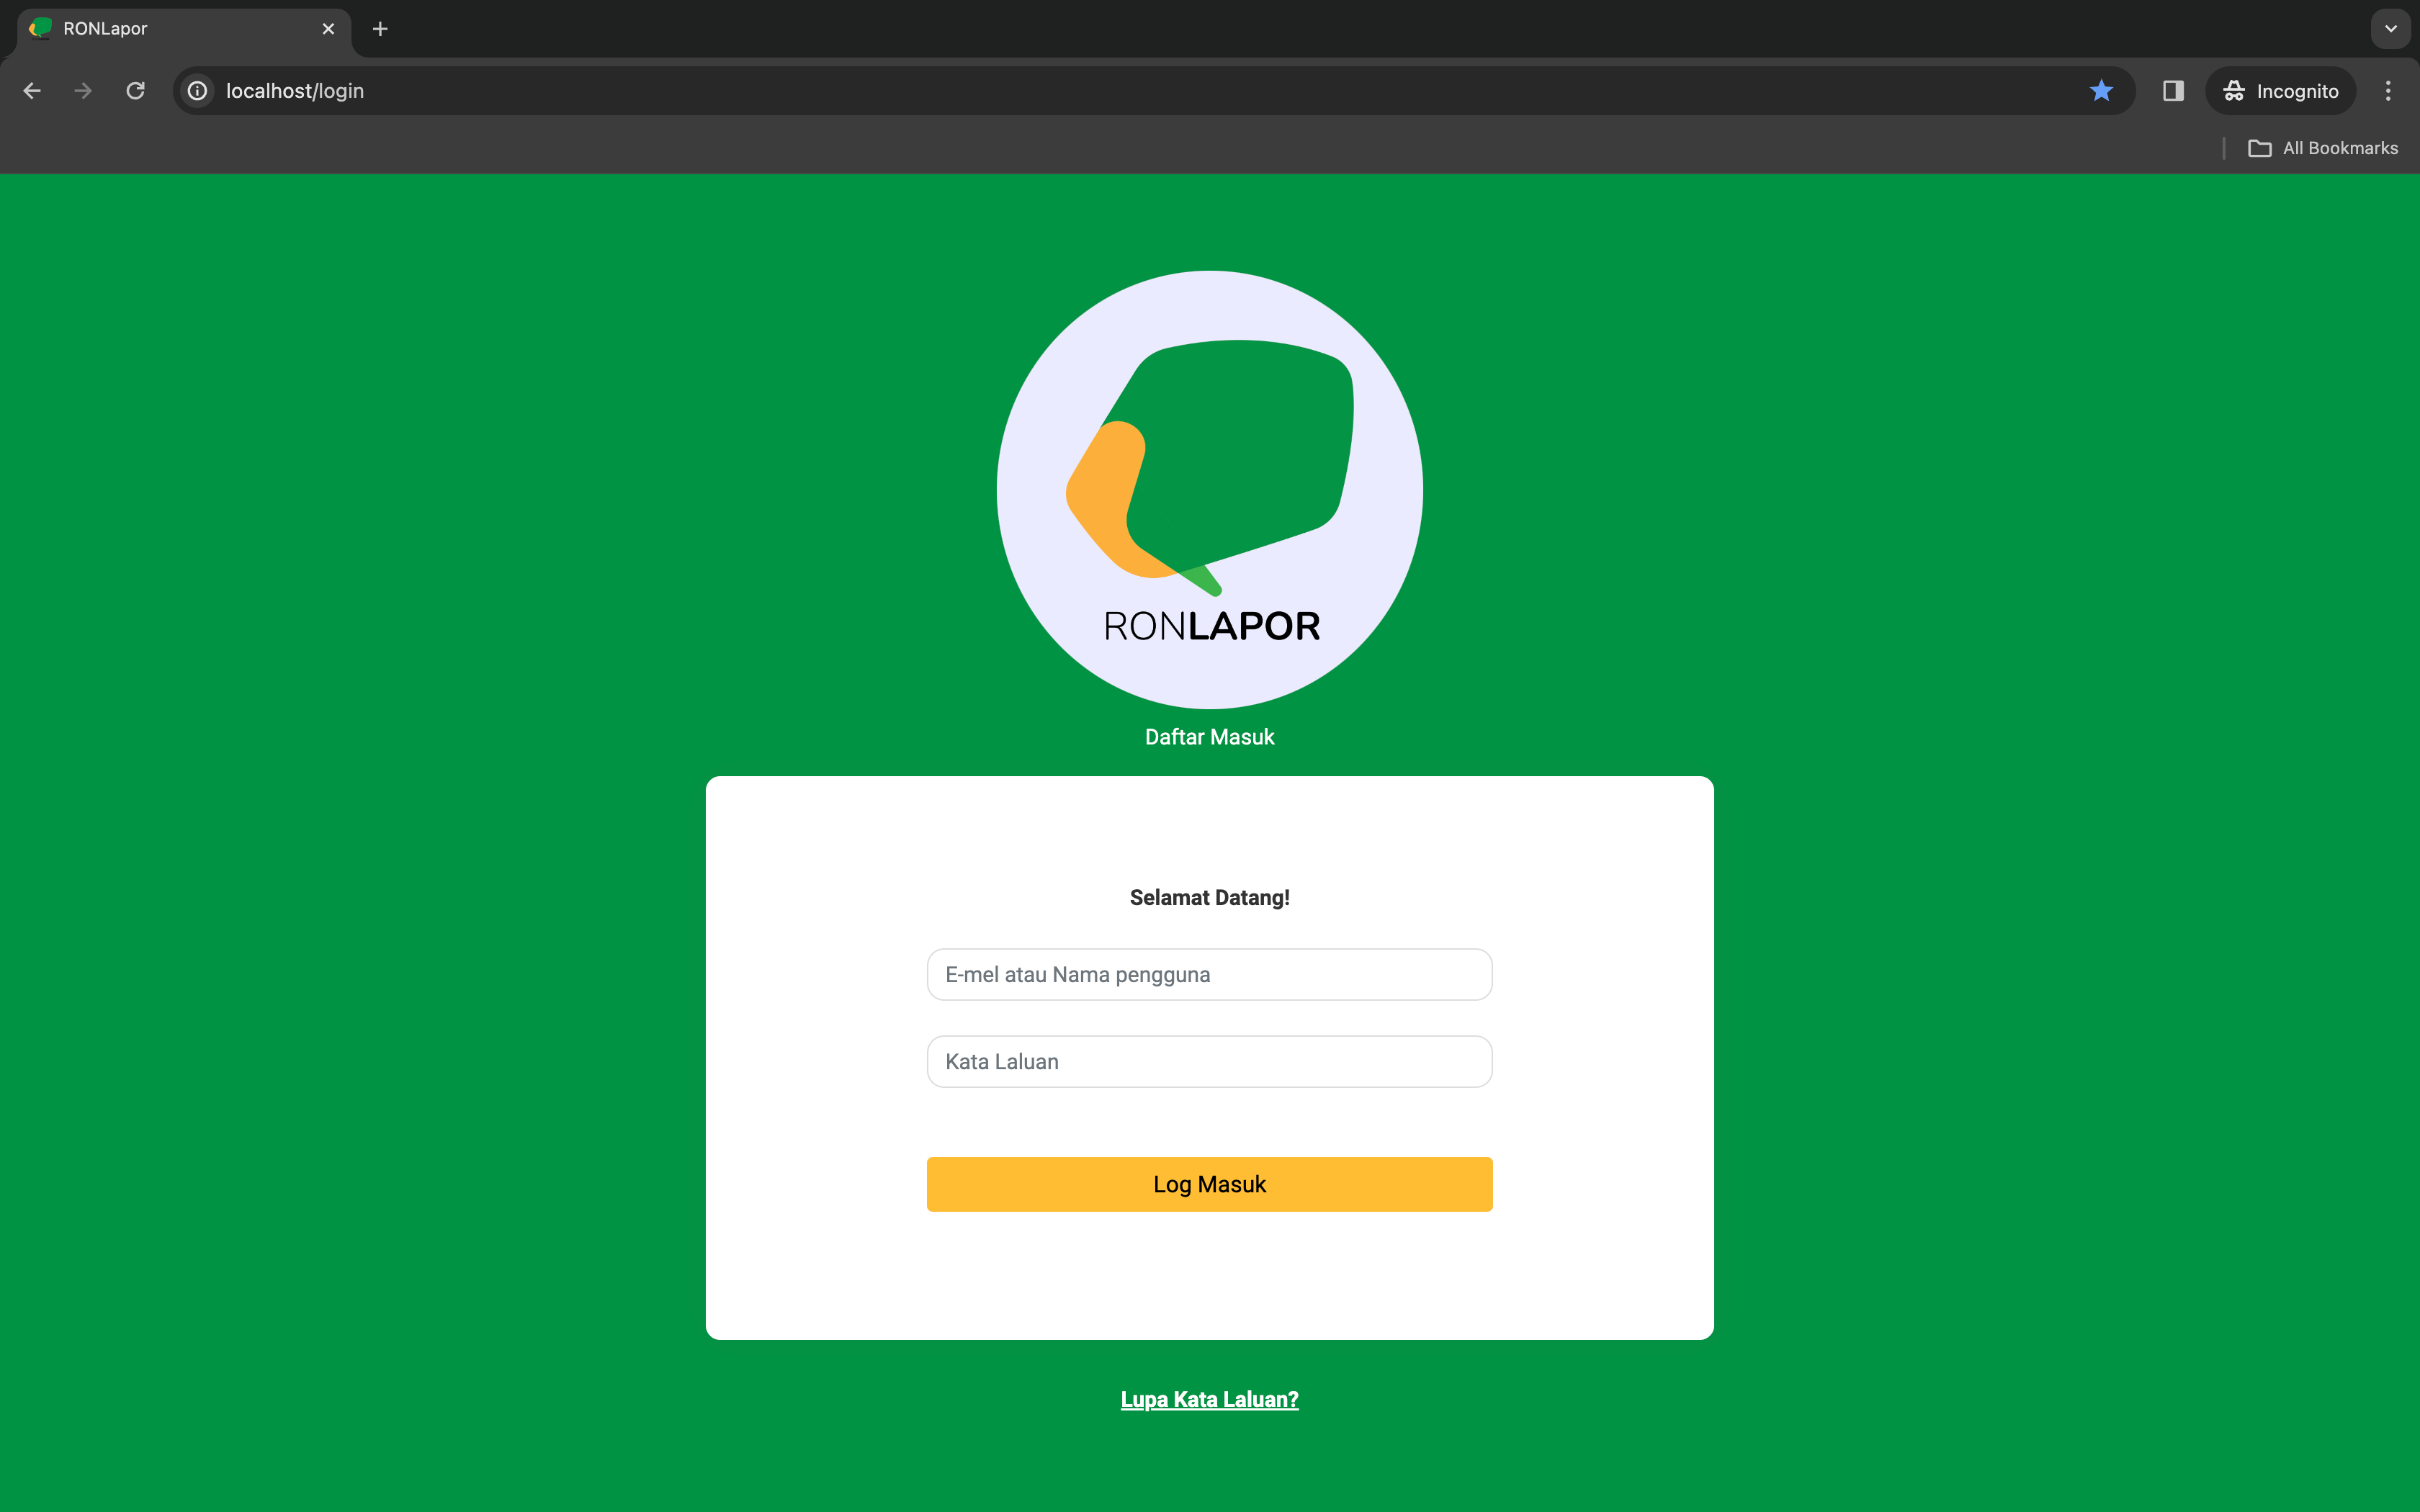 RONLapor
localhost/login
Incognito
All Bookmarks
RONLAPOR
Daftar Masuk
Selamat Datang!
E-mel atau Nama pengguna
Kata Laluan
Log Masuk
Lupa Kata Laluan?